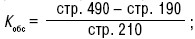 Kобс = стр. 490 – стр. 190 / стр. 210 ;